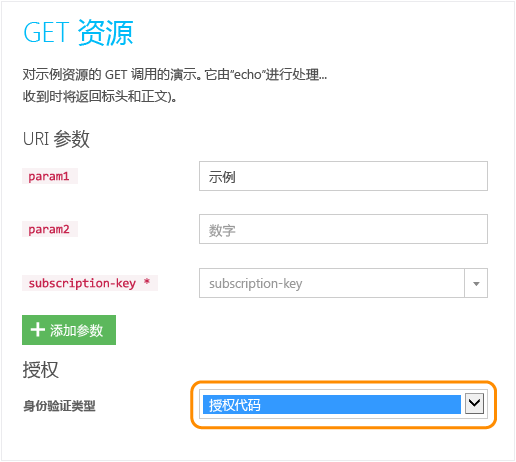 GET 资源
对示例资源的 GET 调用的演示。它由“echo”进行处理...
收到时将返回标头和正文)。
URI 参数
param1 示例
param2 数字
subscription-key * subscription-key
添加参数
授权
身份验证类型 授权代码